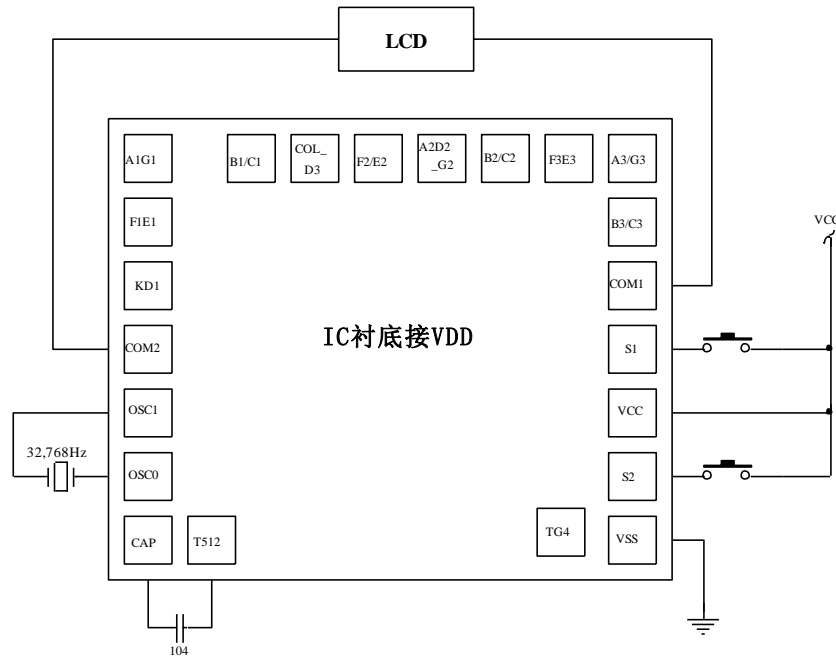 LCD
A1G1
B1/C1
COL_
D3
F2/E2
A2D2
_G2
B2/C2
F3E3
A3/G3
F1E1
B3/C3
VCC
KD1
COM1
IC衬底接VDD
COM2
S1
OSC1
VCC
32,768Hz
OSC0
S2
CAP
T512
TG4
VSS
104